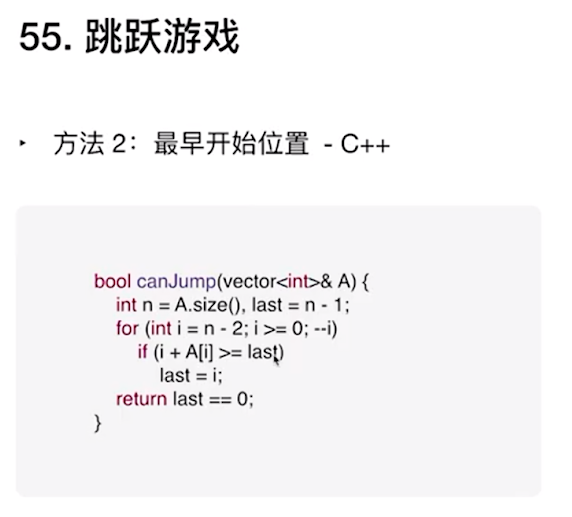 55. 跳跃游戏
‣ 方法 2：最早开始位置 - C++
bool canJump(vector<int>& A) {
    int n = A.size(), last = n - 1;
    for (int i = n - 2; i >= 0; --i)
        if (i + A[i] >= last)
            last = i;
    return last == 0;
}